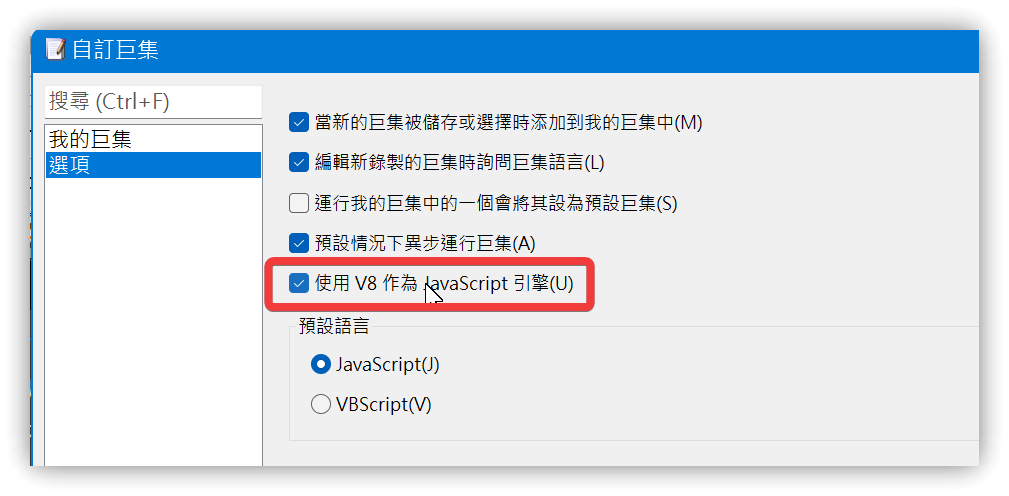 自訂巨集
搜尋 (Ctrl+F)
我的巨集
選項
當新的巨集被儲存或選擇時添加到我的巨集中(M)
編輯新錄製的巨集時詢問巨集語言(L)
運行我的巨集中的一個會將其設為預設巨集(S)
預設情況下異步運行巨集(A)
使用 V8 作為 JavaScript 引擎(U)
預設語言
JavaScript(J)
VBScript(V)